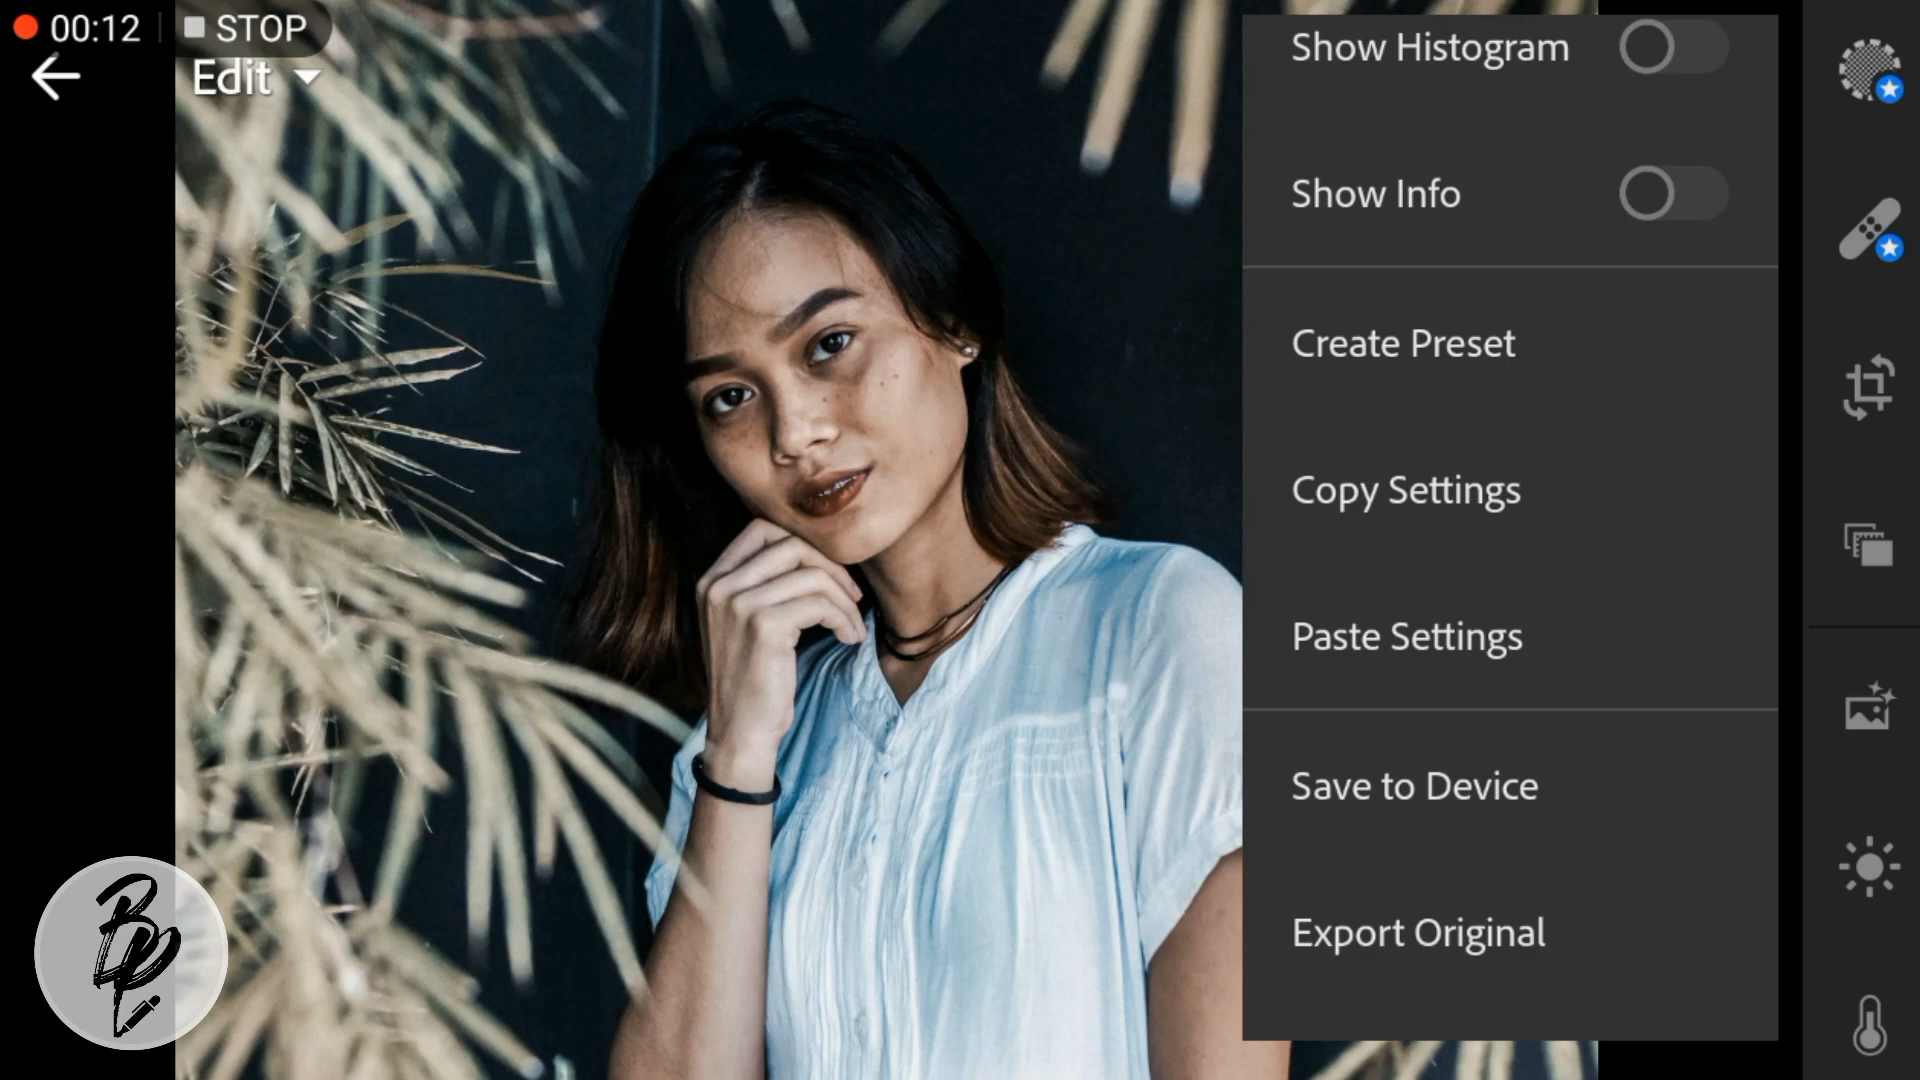 00:12
STOP
Edit
Show Histogram
Show Info
Create Preset
Copy Settings
Paste Settings
Save to Device
Export Original